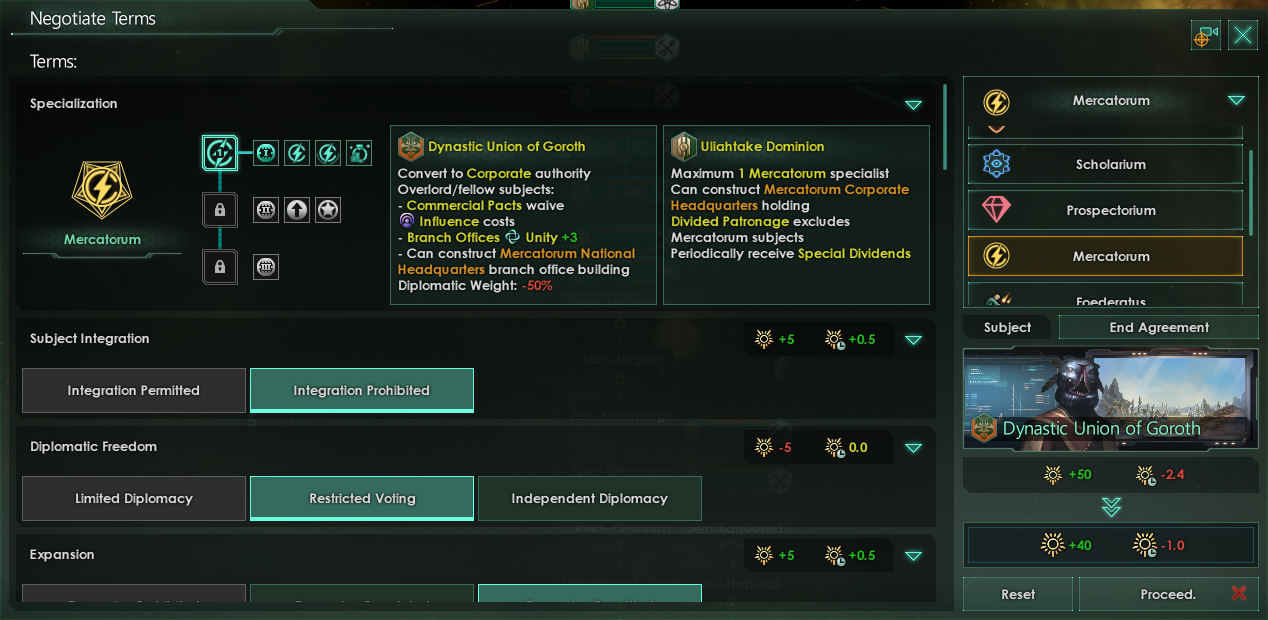 Negotiate Terms
Terms:
Specialization
Mercatorum
Dynastic Union of Goroth
Convert to Corporate authority
Overlord/fellow subjects:
- Commercial Pacts waive
Influence costs
- Branch Offices Unity +3
- Can construct Mercatorum National
Headquarters branch office building
Diplomatic Weight: -50%
Uliahtake Dominion
Maximum 1 Mercatorum specialist
Can construct Mercatorum Corporate
Headquarters holding
Divided Patronage excludes
Mercatorum subjects
Periodically receive Special Dividends
Subject Integration
+5 +0.5
Integration Permitted
Integration Prohibited
Diplomatic Freedom
-5 0.0
Limited Diplomacy
Restricted Voting
Independent Diplomacy
Expansion
+5 +0.5
Mercatorum
Scholarium
Prospectorium
Mercatorum
Foederatus
Subject
End Agreement
Dynastic Union of Goroth
+50 -2.4
+40 -1.0
Reset
Proceed.